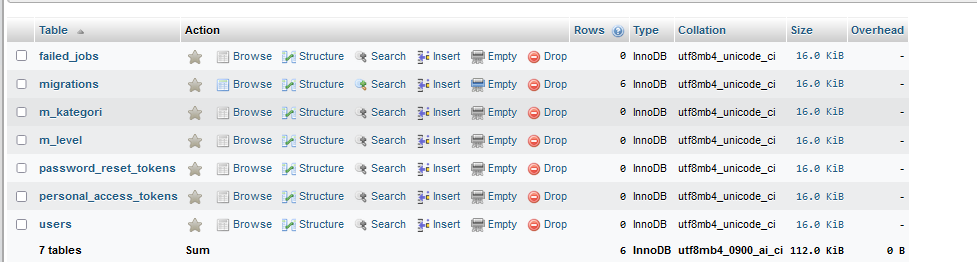 Table Action Rows Type Collation Size Overhead
failed_jobs Browse Structure Search Insert Empty Drop 0 InnoDB utf8mb4_unicode_ci 16.0 KiB -
migrations Browse Structure Search Insert Empty Drop 6 InnoDB utf8mb4_unicode_ci 16.0 KiB -
m_kategori Browse Structure Search Insert Empty Drop 0 InnoDB utf8mb4_unicode_ci 16.0 KiB -
m_level Browse Structure Search Insert Empty Drop 0 InnoDB utf8mb4_unicode_ci 16.0 KiB -
password_reset_tokens Browse Structure Search Insert Empty Drop 0 InnoDB utf8mb4_unicode_ci 16.0 KiB -
personal_access_tokens Browse Structure Search Insert Empty Drop 0 InnoDB utf8mb4_unicode_ci 16.0 KiB -
users Browse Structure Search Insert Empty Drop 0 InnoDB utf8mb4_unicode_ci 16.0 KiB -
7 tables Sum 6 InnoDB utf8mb4_0900_ai_ci 112.0 KiB 0 B